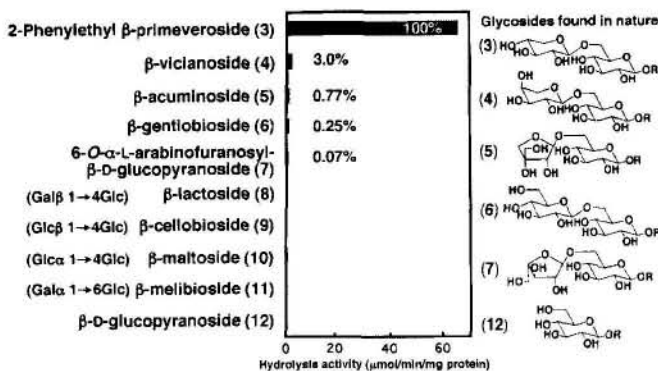 2-Phenylethyl β-primeveroside (3)
100%
Glycosides found in nature
β-vicianoside (4)
3.0%
β-acuminoside (5)
0.77%
β-gentiobioside (6)
0.25%
6-O-α-L-arabinofuranosyl-
β-D-glucopyranoside (7)
0.07%
(Galβ 1→4Glc) β-lactoside (8)
(Glcβ 1→4Glc) β-cellobioside (9)
(Glcα 1→4Glc) β-maltoside (10)
(Galα 1→6Glc) β-melibioside (11)
β-D-glucopyranoside (12)
0 20 40 60
Hydrolysis activity (μmol/min/mg protein)
(3)
(4)
(5)
(6)
(7)
(12)